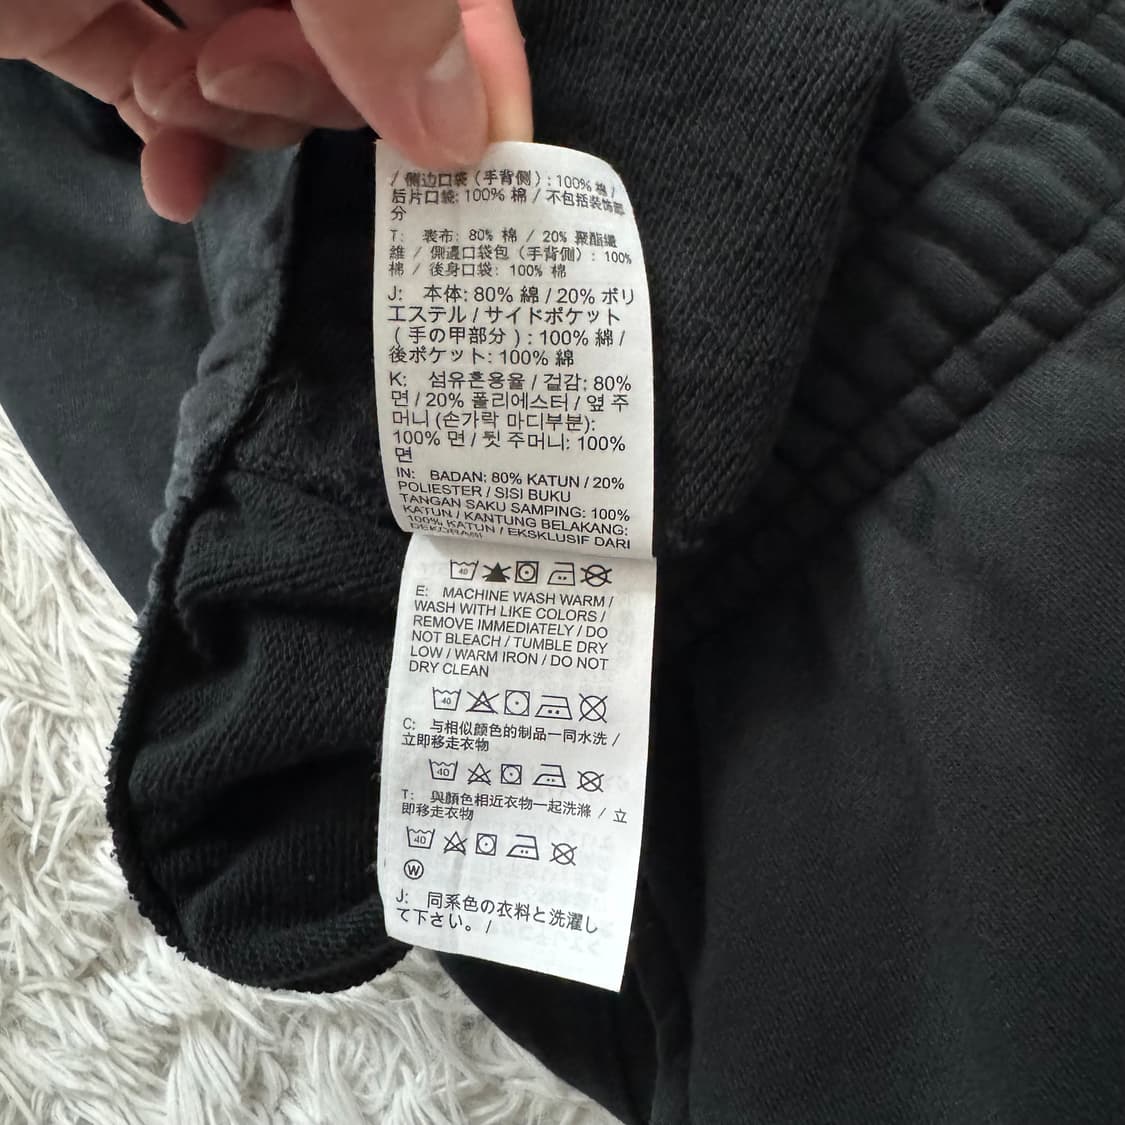 / 侧边口袋（手背侧）: 100% 棉 /
后片口袋: 100% 棉 / 不包括装饰部
分
T: 表布: 80% 棉 / 20% 聚酯纖
維 / 側邊口袋包（手背側）: 100%
棉 / 後身口袋: 100% 棉
J: 本体: 80% 綿 / 20% ポリ
エステル / サイドポケット
( 手の甲部分 ) : 100% 綿 /
後ポケット: 100% 綿
K: 섬유혼용율 / 겉감: 80%
면 / 20% 폴리에스터 / 옆 주
머니 (손가락 마디부분):
100% 면 / 뒷 주머니: 100%
면
IN: BADAN: 80% KATUN / 20%
POLIESTER / SISI BUKU
TANGAN SAKU SAMPING: 100%
KATUN / KANTUNG BELAKANG:
100% KATUN / EKSKLUSIF DARI
DEKORASI
40
E: MACHINE WASH WARM /
WASH WITH LIKE COLORS /
REMOVE IMMEDIATELY / DO
NOT BLEACH / TUMBLE DRY
LOW / WARM IRON / DO NOT
DRY CLEAN
40
C: 与相似颜色的制品一同水洗 /
立即移走衣物
40
T: 與顏色相近衣物一起洗滌 / 立
即移走衣物
40
W
J: 同系色の衣料と洗濯し
て下さい。/